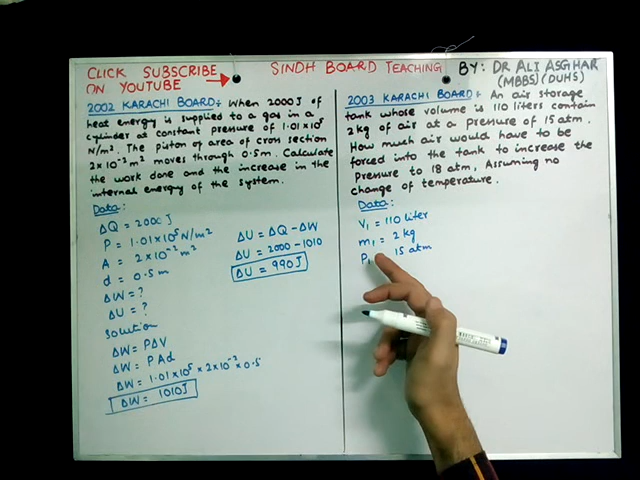 CLICK SUBSCRIBE
ON YOUTUBE
SINDH BOARD TEACHING
BY: DR ALI ASGHAR
(MBBS)(DUHS)
2002 KARACHI BOARD:- When 2000J of
heat energy is supplied to a gas in a
cylinder at constant pressure of 1.01×10⁵
N/m². The piston of area of cross section
2×10⁻² m² moves through 0.5m. Calculate
the work done and the increase in the
internal energy of the system.
Data:
ΔQ = 2000 J
P = 1.01×10⁵ N/m²
A = 2×10⁻² m²
d = 0.5m
ΔW = ?
ΔU = ?
Solution
ΔW = PΔV
ΔW = PAd
ΔW = 1.01×10⁵ × 2×10⁻² × 0.5
ΔW = 1010J
ΔU = ΔQ - ΔW
ΔU = 2000 - 1010
ΔU = 990J
2003 KARACHI BOARD:- An air storage
tank whose volume is 110 liters contain
2kg of air at a pressure of 15 atm.
How much air would have to be
forced into the tank to increase the
pressure to 18 atm, Assuming no
change of temperature.
Data:
V₁ = 110 liter
m₁ = 2 kg
P₁ 15 atm